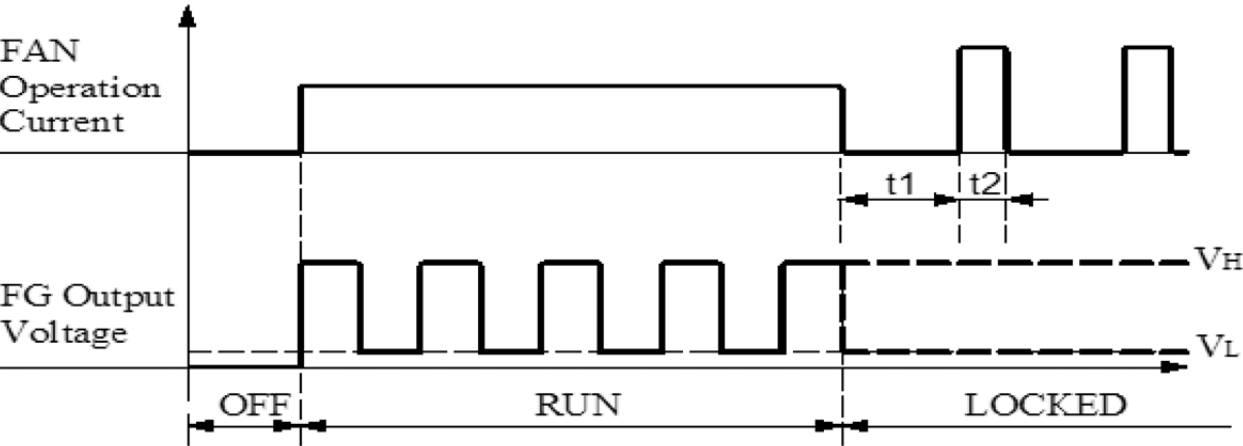 FAN
Operation
Current
t1
t2
VH
FG Output
Voltage
VL
OFF
RUN
LOCKED